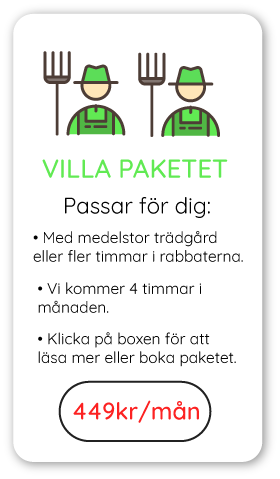 VILLA PAKETET
Passar för dig:
• Med medelstor trädgård
eller fler timmar i rabbaterna.
• Vi kommer 4 timmar i
månaden.
• Klicka på boxen för att
läsa mer eller boka paketet.
449kr/mån